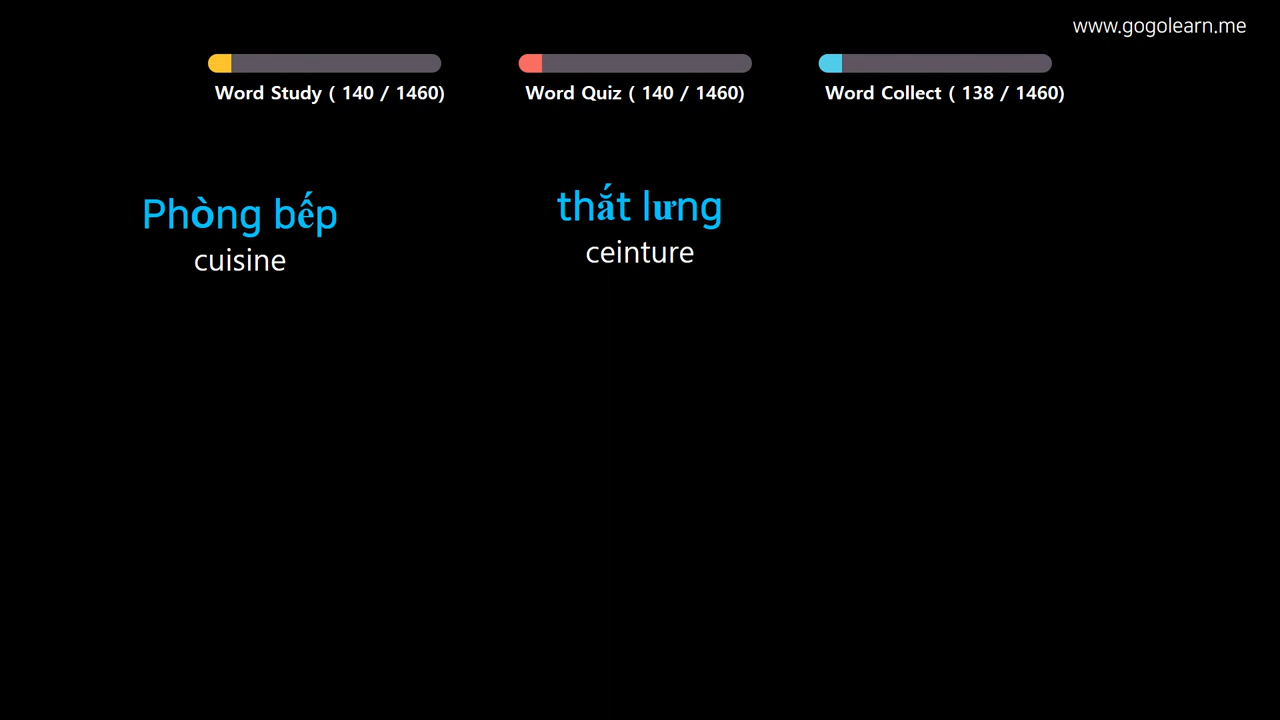 www.gogolearn.me
Word Study ( 140 / 1460)
Word Quiz ( 140 / 1460)
Word Collect ( 138 / 1460)
Phòng bếp
cuisine
thắt lưng
ceinture